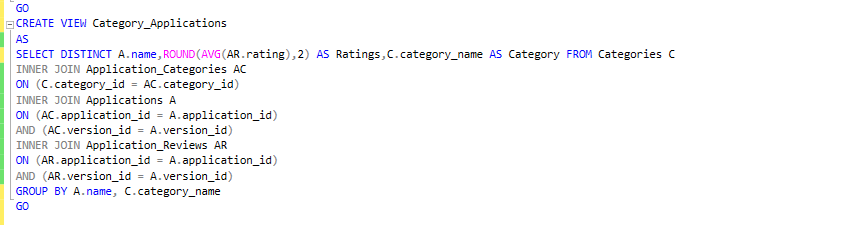 GO
CREATE VIEW Category_Applications
AS
SELECT DISTINCT A.name,ROUND(AVG(AR.rating),2) AS Ratings,C.category_name AS Category FROM Categories C
INNER JOIN Application_Categories AC
ON (C.category_id = AC.category_id)
INNER JOIN Applications A
ON (AC.application_id = A.application_id)
AND (AC.version_id = A.version_id)
INNER JOIN Application_Reviews AR
ON (AR.application_id = A.application_id)
AND (AR.version_id = A.version_id)
GROUP BY A.name, C.category_name
GO